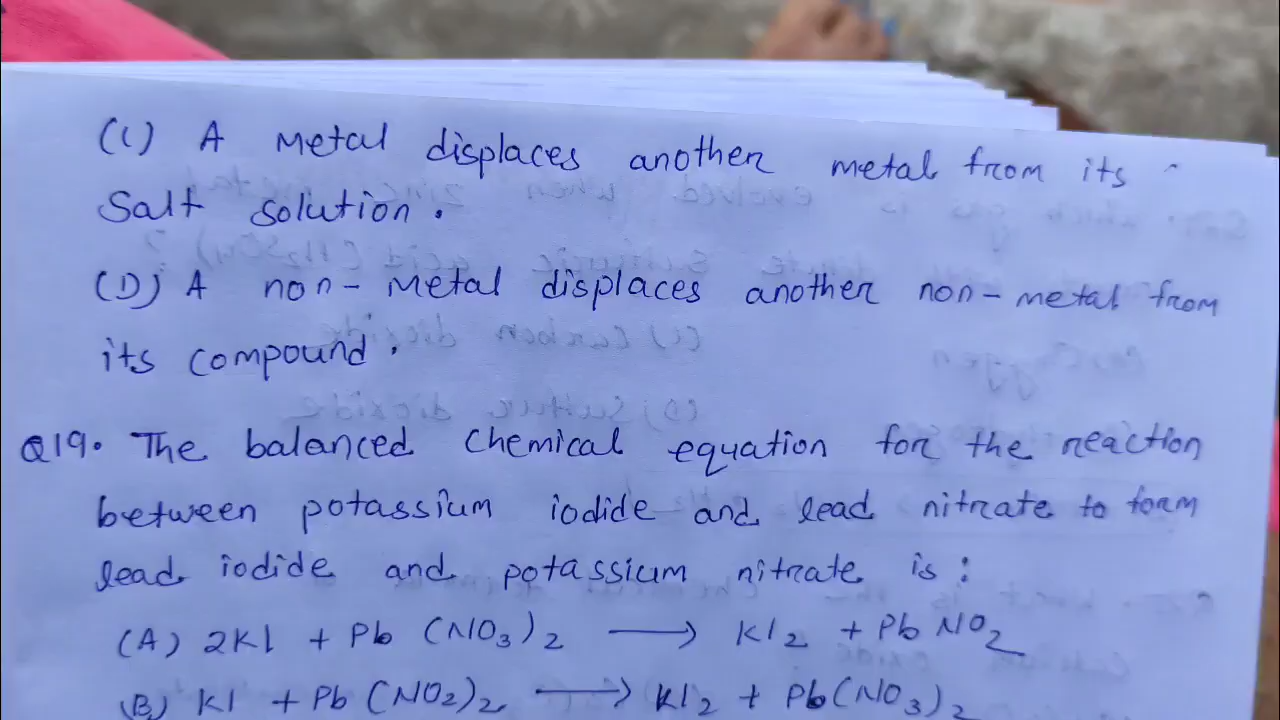 (C) A Metal displaces another metal from its
Salt solution.
(D) A non-metal displaces another non-metal from
its compound.
Q19. The balanced chemical equation for the reaction
between potassium iodide and lead nitrate to form
lead iodide and potassium nitrate is:
(A) 2KI + Pb (NO3)2 ⟶ KI2 + Pb NO2
(B) KI + Pb (NO2)2 ⟶ KI2 + Pb(NO3)2